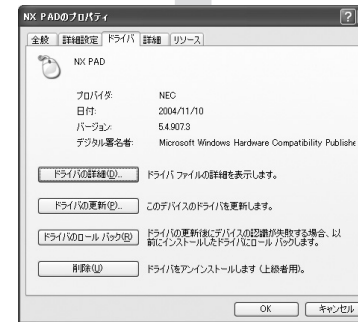 NX PADのプロパティ
?
全般 詳細設定 ドライバ 詳細 リソース
NX PAD
プロバイダ: NEC
日付: 2004/11/10
バージョン: 5.4.907.3
デジタル署名者: Microsoft Windows Hardware Compatibility Publishe
ドライバの詳細(D)... ドライバ ファイルの詳細を表示します。
ドライバの更新(P)... このデバイスのドライバを更新します。
ドライバのロール バック(R) ドライバの更新後にデバイスの認識が失敗する場合、以
前にインストールしたドライバにロール バックします。
削除(U) ドライバをアンインストールします (上級者用)。
OK キャンセル